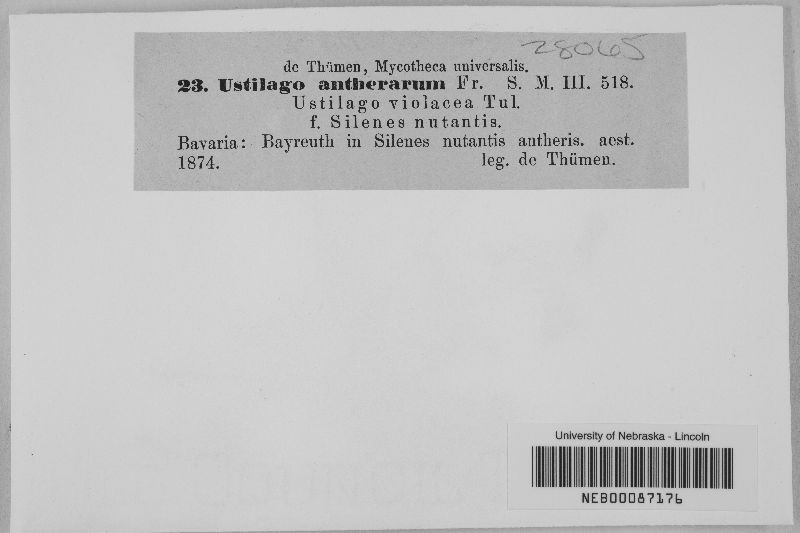 28065
de Thümen, Mycotheca universalis.
23. Ustilago antherarum Fr. S. M. III. 518.
Ustilago violacea Tul.
f. Silenes nutantis.
Bavaria: Bayreuth in Silenes nutantis antheris. aest.
1874. leg. de Thümen.
University of Nebraska - Lincoln
NEB00087176